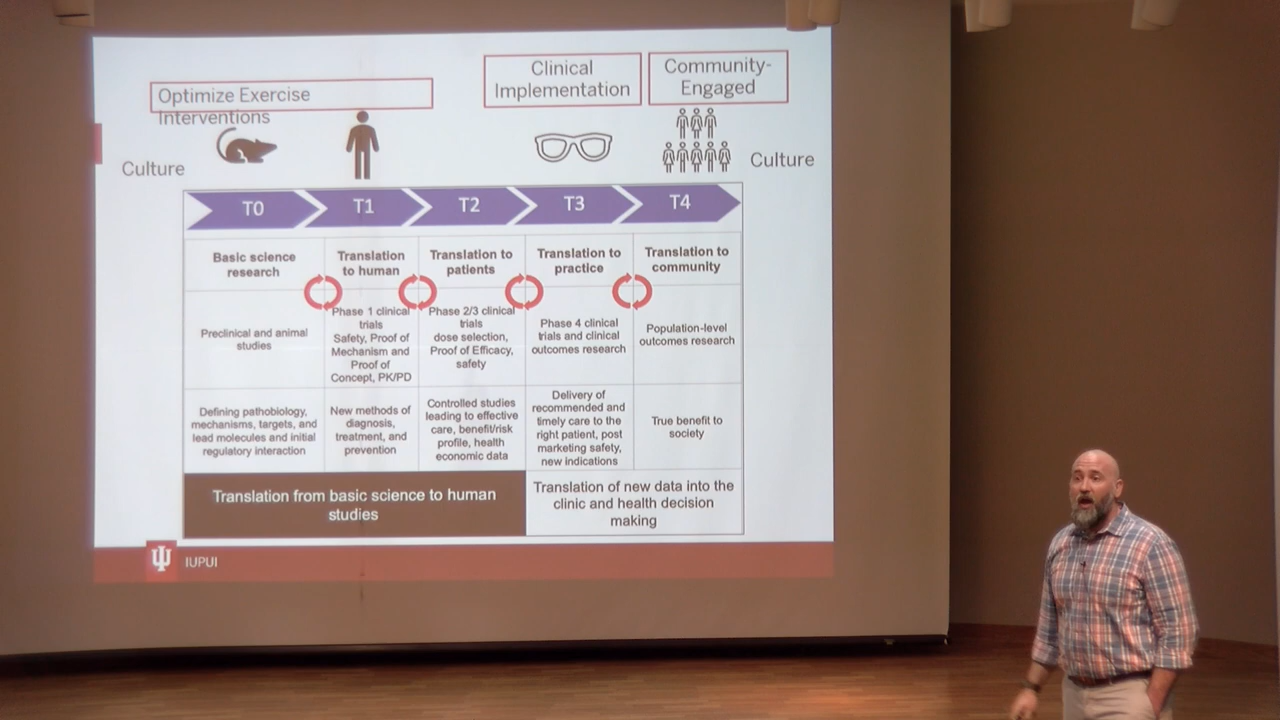 Optimize Exercise
Interventions
Clinical
Implementation
Community-
Engaged
Culture
Culture
T0
T1
T2
T3
T4
Basic science
research
Translation
to human
Translation to
patients
Translation to
practice
Translation to
community
Preclinical and animal
studies
Phase 1 clinical
trials
Safety, Proof of
Mechanism and
Proof of
Concept, PK/PD
Phase 2/3 clinical
trials
dose selection,
Proof of Efficacy,
safety
Phase 4 clinical
trials and clinical
outcomes research
Population-level
outcomes research
Defining pathobiology,
mechanisms, targets, and
lead molecules and initial
regulatory interaction
New methods of
diagnosis,
treatment, and
prevention
Controlled studies
leading to effective
care, benefit/risk
profile, health
economic data
Delivery of
recommended and
timely care to the
right patient, post
marketing safety,
new indications
True benefit to
society
Translation from basic science to human
studies
Translation of new data into the
clinic and health decision
making
IUPUI